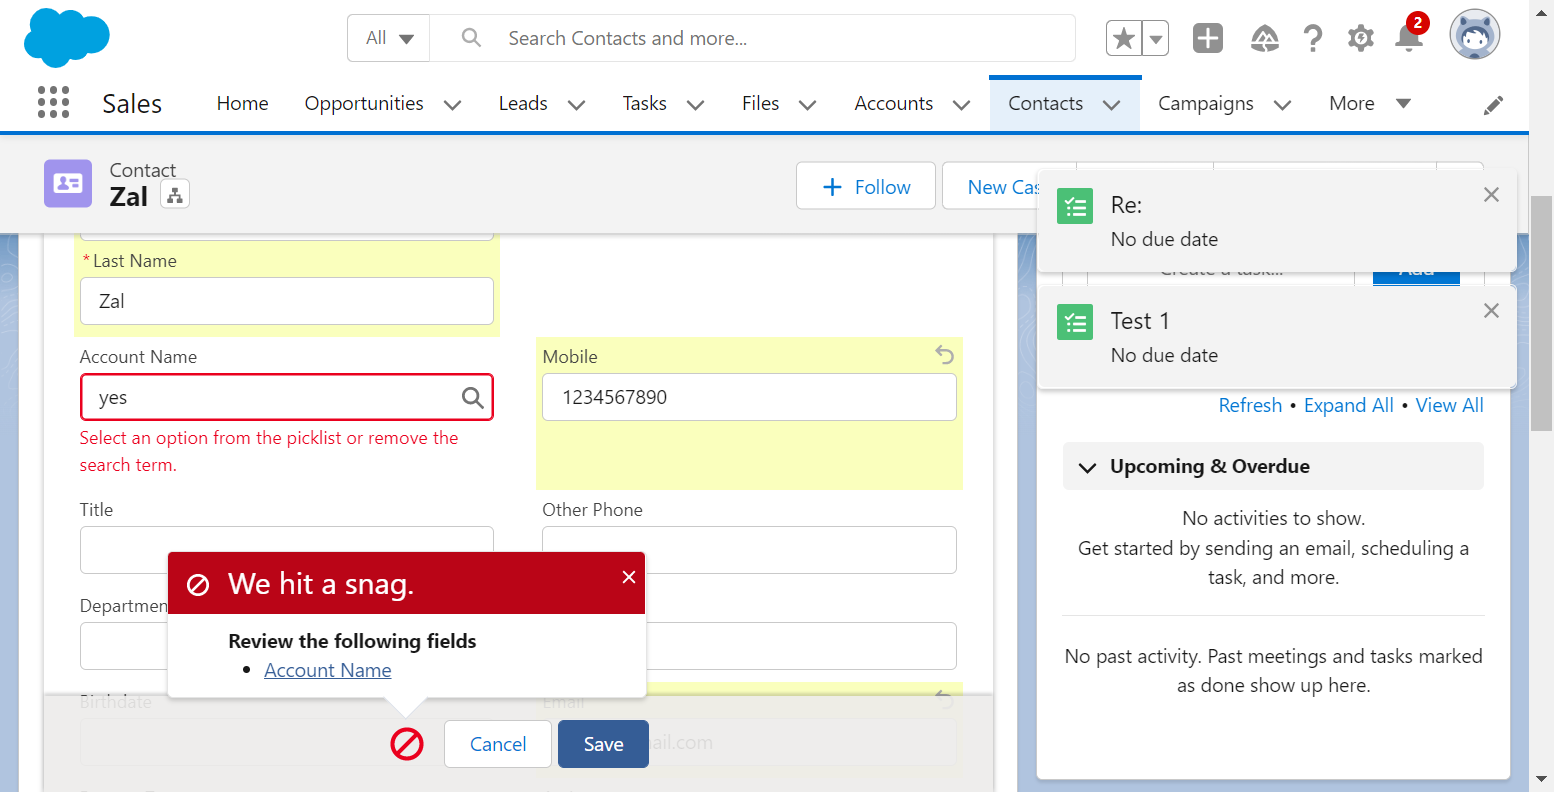 All
Search Contacts and more...
2
Sales
Home
Opportunities
Leads
Tasks
Files
Accounts
Contacts
Campaigns
More
Contact
Zal
Follow
New Cas
Re:
No due date
Create a task...
Add
Test 1
No due date
*Last Name
Zal
Account Name
yes
Select an option from the picklist or remove the
search term.
Mobile
1234567890
Refresh • Expand All • View All
Upcoming & Overdue
No activities to show.
Get started by sending an email, scheduling a
task, and more.
No past activity. Past meetings and tasks marked
as done show up here.
Title
Other Phone
Departmen
We hit a snag.
Review the following fields
• Account Name
Birthdate
Email
ail.com
Cancel
Save